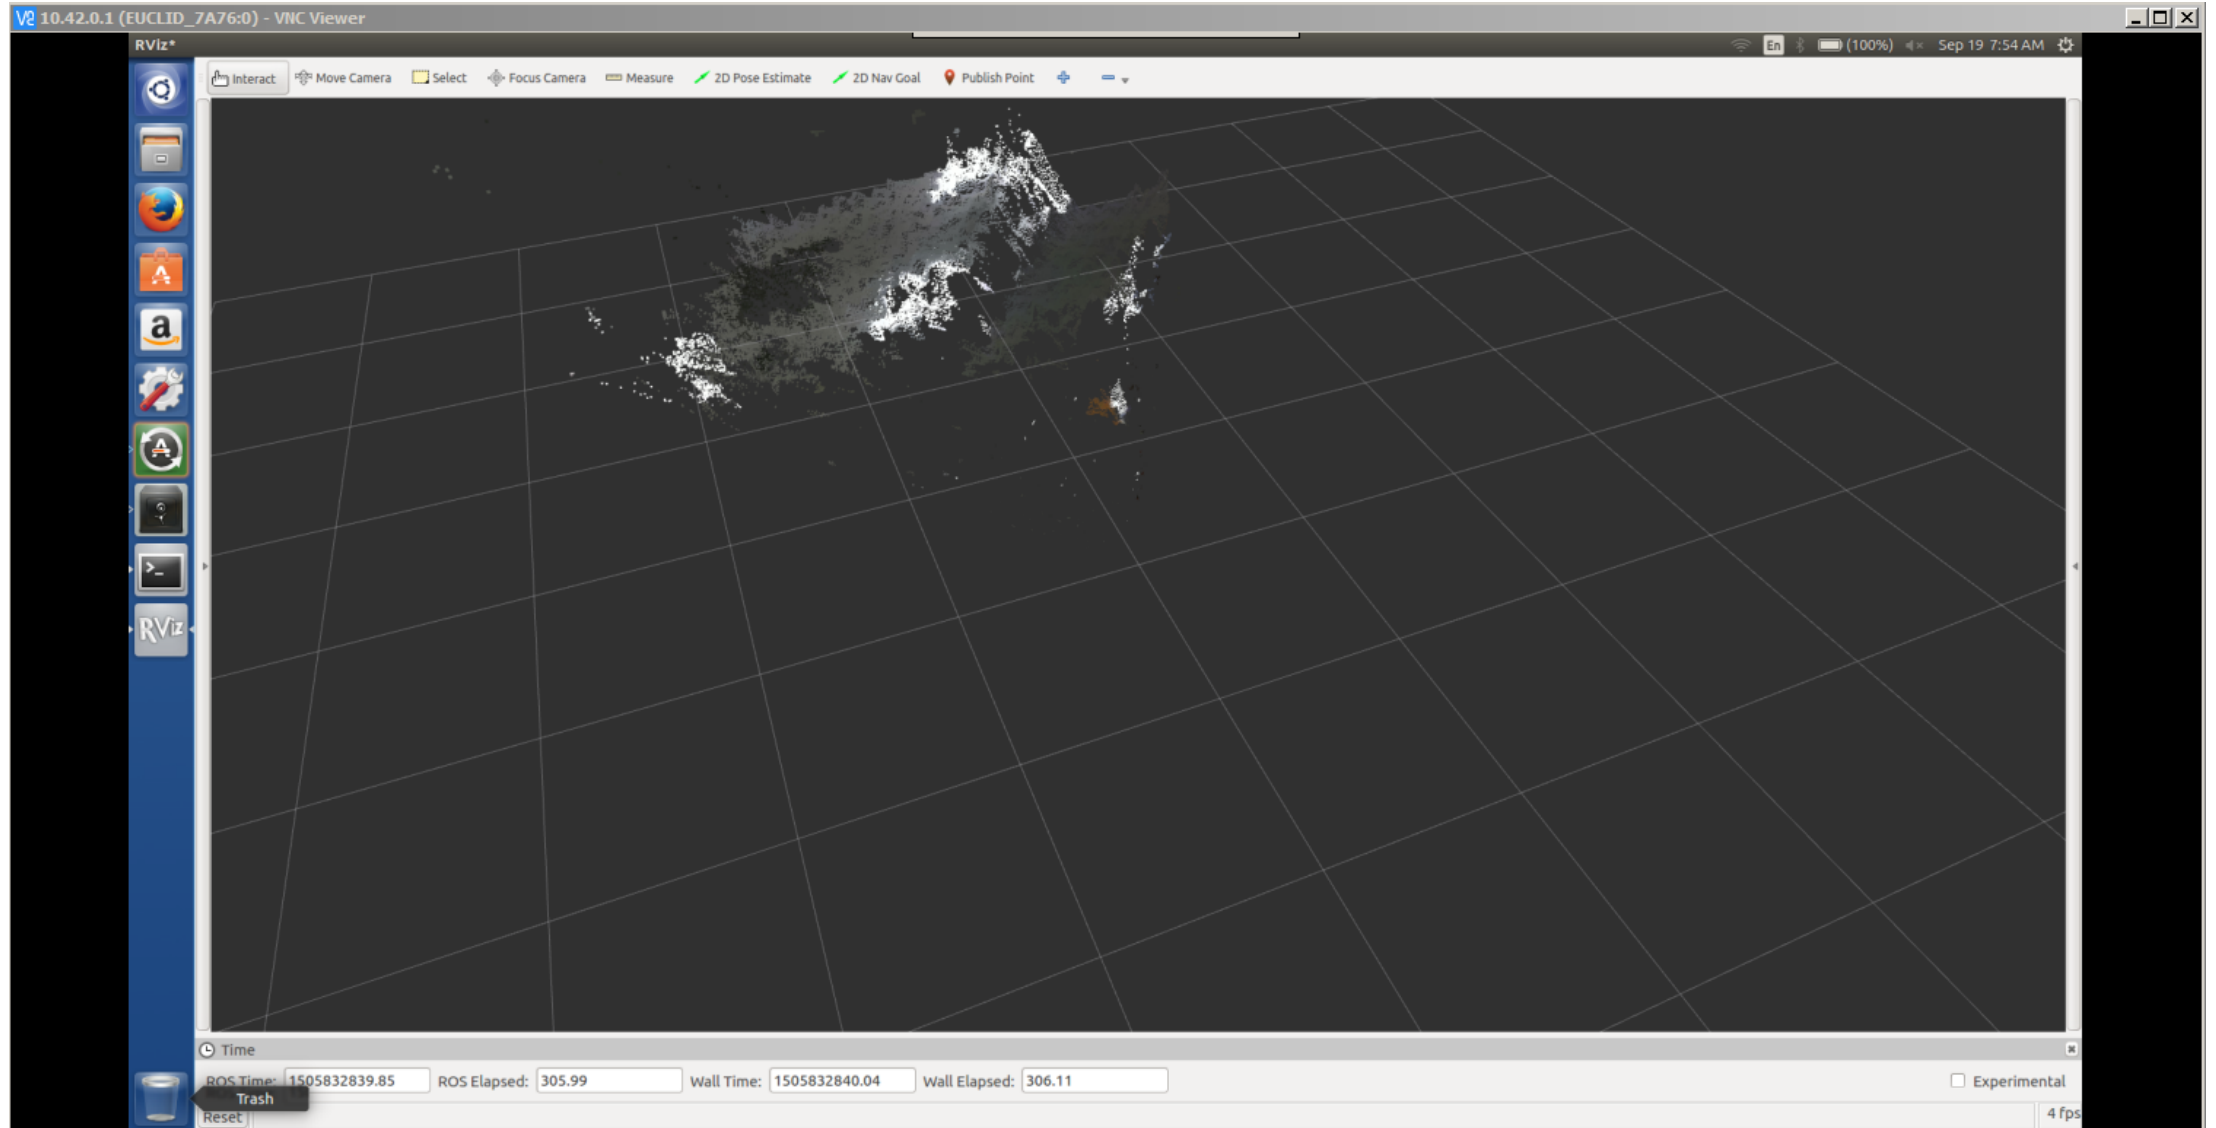 V2 10.42.0.1 (EUCLID_7A76:0) - VNC Viewer
RViz*
En (100%) Sep 19 7:54 AM
Interact Move Camera Select Focus Camera Measure 2D Pose Estimate 2D Nav Goal Publish Point
a
>_
RViz
Time
ROS Time: 1505832839.85 ROS Elapsed: 305.99 Wall Time: 1505832840.04 Wall Elapsed: 306.11 Experimental
Trash
Reset 4 fps